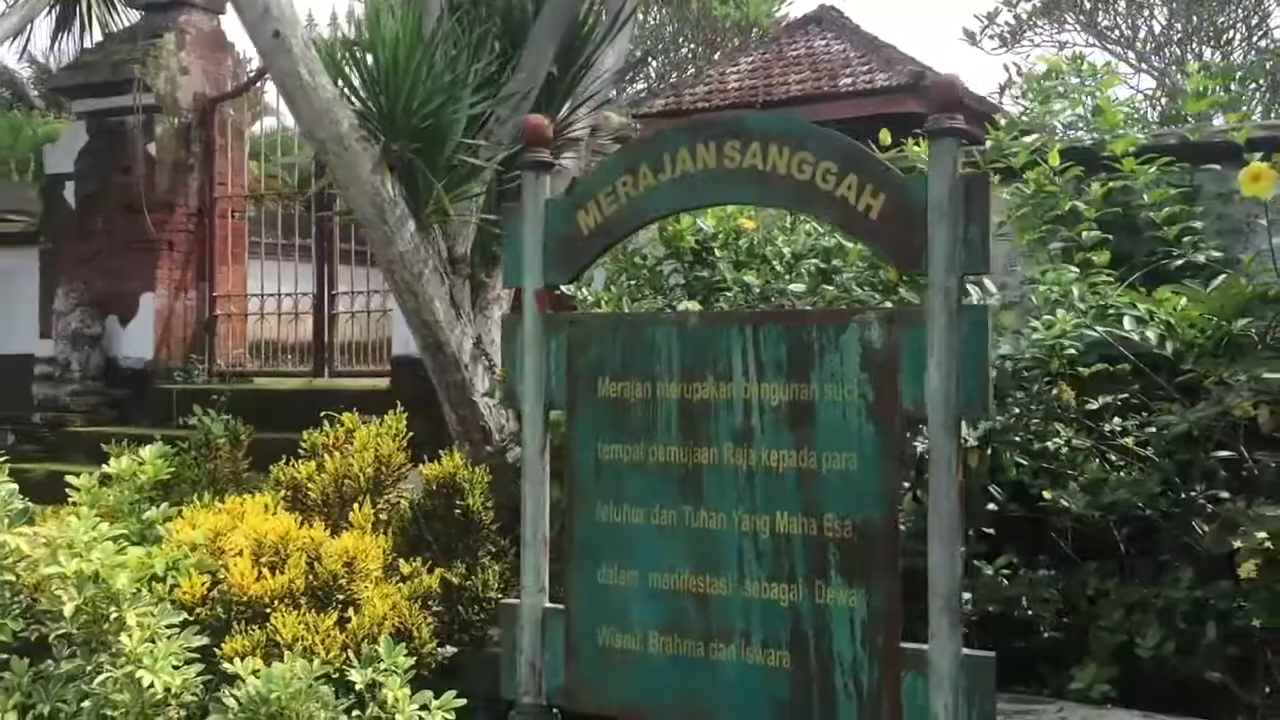 MERAJAN SANGGAH
Merajan merupakan bangunan suci
tempat pemujaan Raja kepada para
leluhur dan Tuhan Yang Maha Esa,
dalam manifestasi sebagai Dewa
Wisnu, Brahma dan Iswara